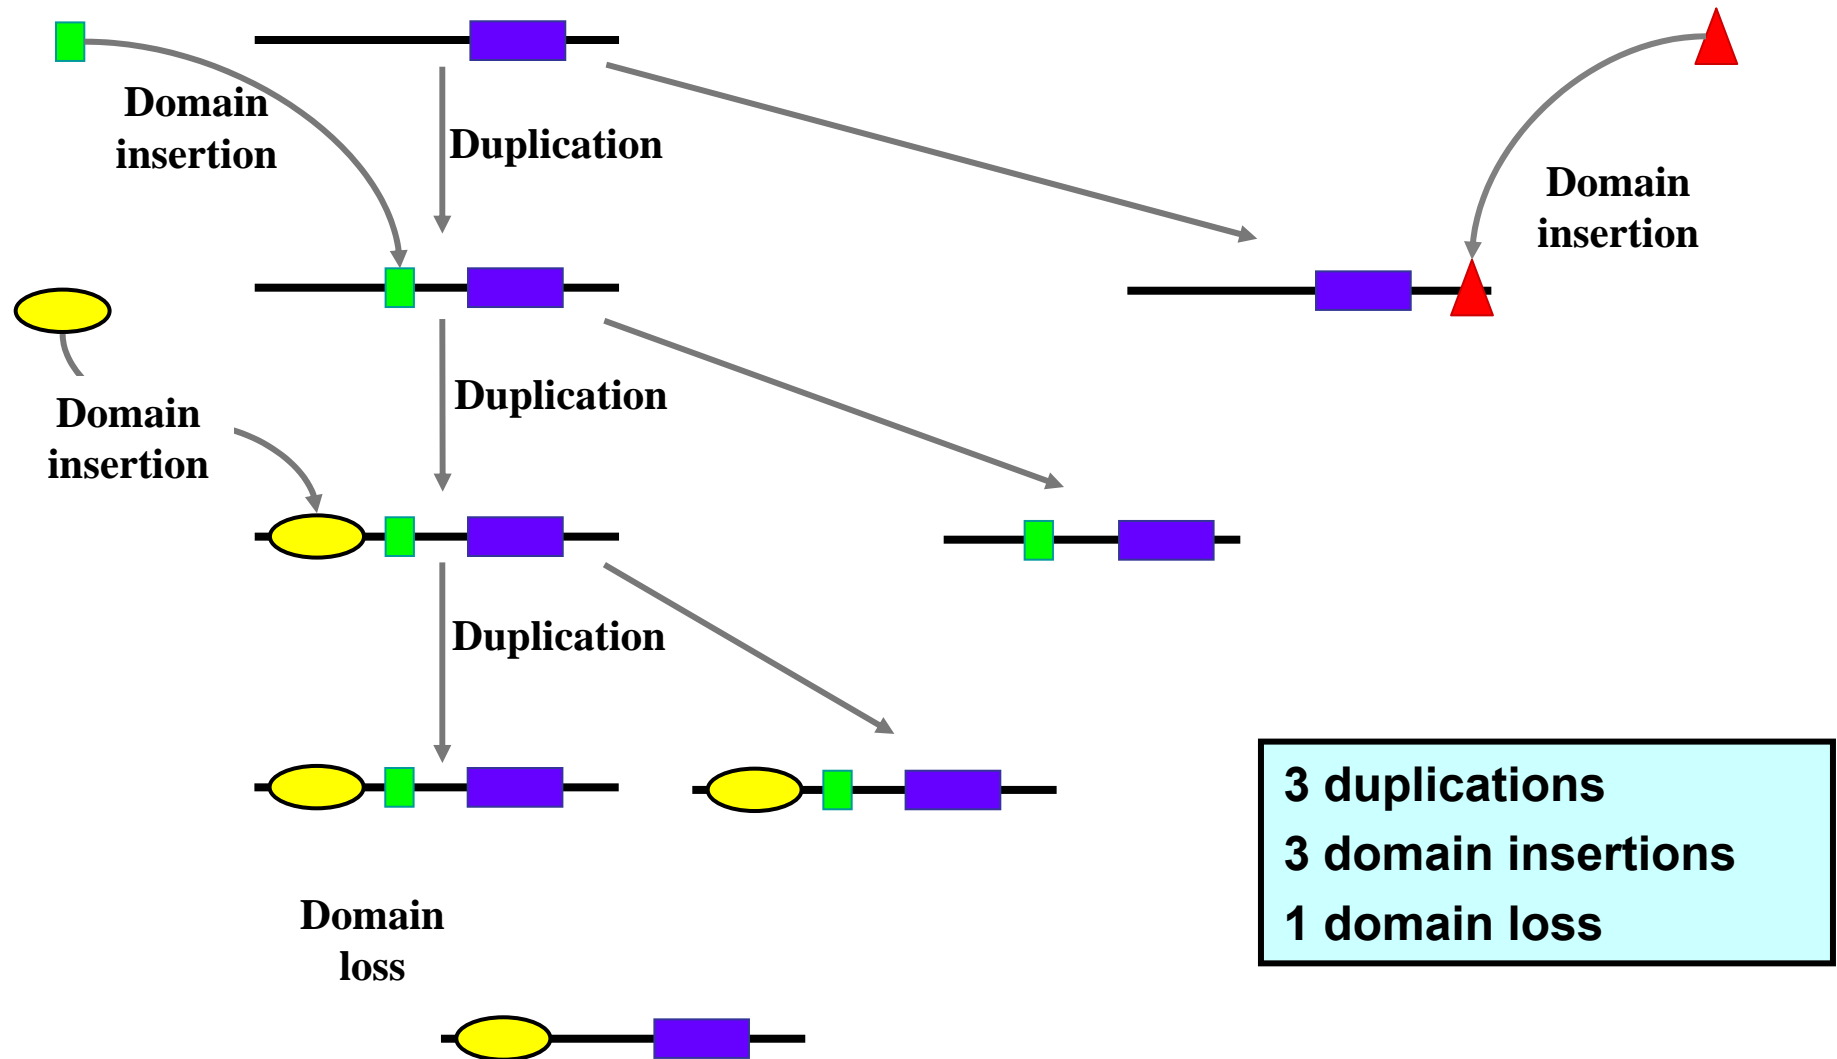 Domain
insertion
Duplication
Domain
insertion
Duplication
Domain
insertion
Duplication
3 duplications
3 domain insertions
1 domain loss
Domain
loss